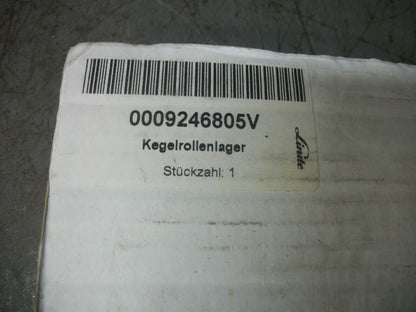 0009246805V
Kegelrollenlager
Stückzahl: 1
Linde